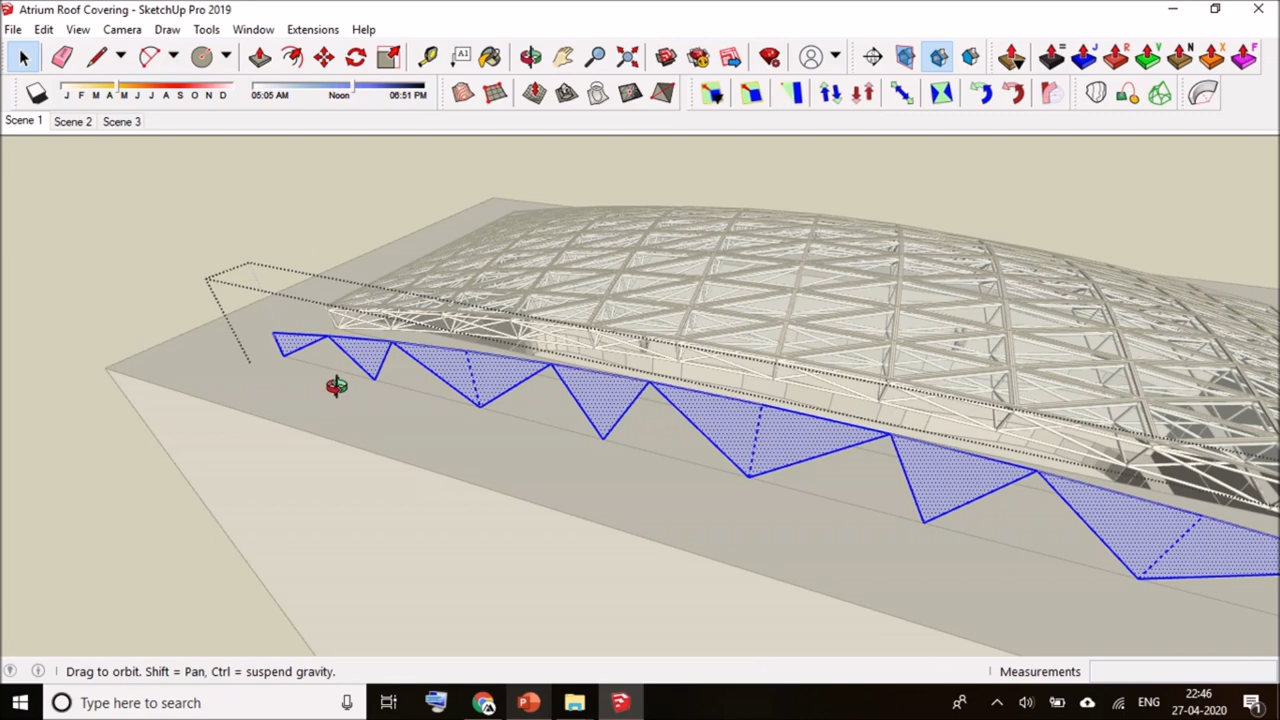 Atrium Roof Covering - SketchUp Pro 2019
File Edit View Camera Draw Tools Window Extensions Help
A1 = J R V N X F
J F M A M J J A S O N D 05:05 AM Noon 06:51 PM
Scene 1 Scene 2 Scene 3
Drag to orbit. Shift = Pan, Ctrl = suspend gravity. Measurements
Type here to search
ENG
22:46
27-04-2020
1